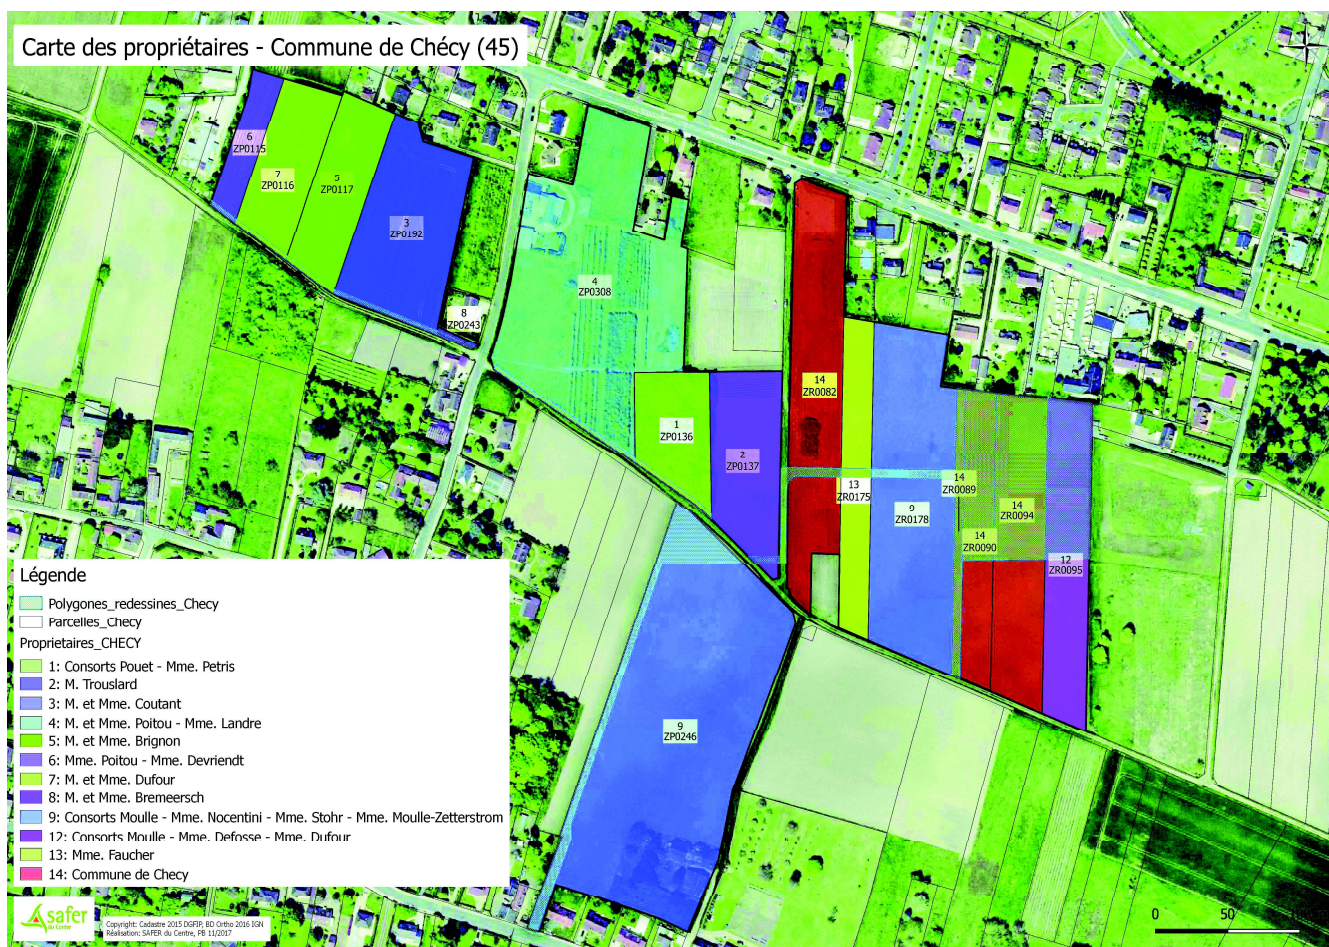 Carte des propriétaires - Commune de Chécy (45)
6
ZP0115
7
ZP0116
5
ZP0117
3
ZP0192
8
ZP0243
4
ZP0308
1
ZP0136
2
ZP0137
14
ZR0082
13
ZR0175
9
ZR0178
14
ZR0089
14
ZR0094
14
ZR0090
12
ZR0095
9
ZP0246
Légende
Polygones_redessines_Checy
Parcelles_Checy
Proprietaires_CHECY
1: Consorts Pouet - Mme. Petris
2: M. Trouslard
3: M. et Mme. Coutant
4: M. et Mme. Poitou - Mme. Landre
5: M. et Mme. Brignon
6: Mme. Poitou - Mme. Devriendt
7: M. et Mme. Dufour
8: M. et Mme. Bremeersch
9: Consorts Moulle - Mme. Nocentini - Mme. Stohr - Mme. Moulle-Zetterstrom
12: Consorts Moulle - Mme. Defosse - Mme. Dufour
13: Mme. Faucher
14: Commune de Checy
safer
du Centre
Copyright: Cadastre 2015 DGFIP, BD Ortho 2016 IGN
Réalisation: SAFER du Centre, PB 11/2017
0 50